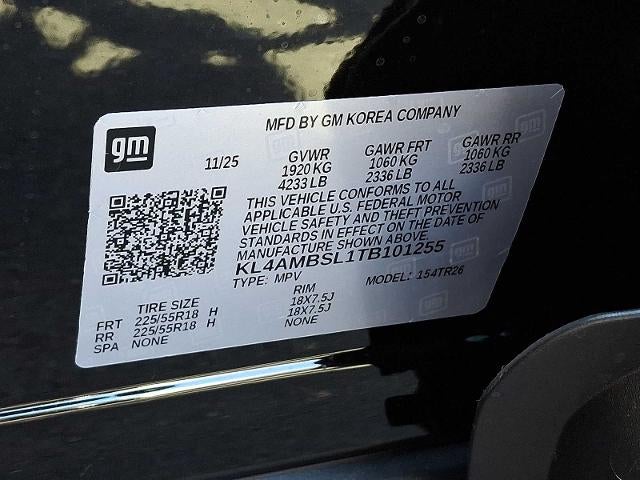 gm
MFD BY GM KOREA COMPANY
11/25
GVWR GAWR FRT GAWR RR
1920 KG 1060 KG 1060 KG
4233 LB 2336 LB 2336 LB
THIS VEHICLE CONFORMS TO ALL
APPLICABLE U.S. FEDERAL MOTOR
VEHICLE SAFETY AND THEFT PREVENTION
STANDARDS IN EFFECT ON THE DATE OF
MANUFACTURE SHOWN ABOVE
KL4AMBSL1TB101255
TYPE: MPV MODEL: 154TR26
TIRE SIZE RIM
FRT 225/55R18 H 18X7.5J
RR 225/55R18 H 18X7.5J
SPA NONE NONE